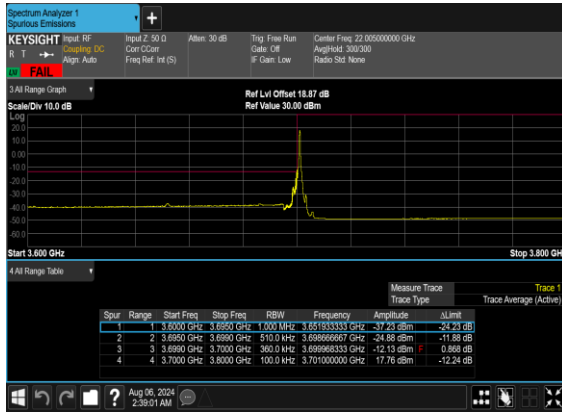 Spectrum Analyzer 1
Spurious Emissions
KEYSIGHT Input: RF Input Z: 50 Ω Atten: 30 dB Trig: Free Run Center Freq: 22.005000000 GHz
R T Coupling: DC Corr CCorr Gate: Off Avg|Hold: 300/300
Align: Auto Freq Ref: Int (S) IF Gain: Low Radio Std: None
LV FAIL
3 All Range Graph
Ref Lvl Offset 18.87 dB
Scale/Div 10.0 dB Ref Value 30.00 dBm
Log
20.0
10.0
0.00
-10.0
-20.0
-30.0
-40.0
-50.0
-60.0
Start 3.600 GHz Stop 3.800 GH
4 All Range Table
Measure Trace Trace 1
Trace Type Trace Average (Active)
Spur Range Start Freq Stop Freq RBW Frequency Amplitude ΔLimit
1 1 3.6000 GHz 3.6950 GHz 1.000 MHz 3.651933333 GHz -37.23 dBm -24.23 dB
2 2 3.6950 GHz 3.6990 GHz 510.0 kHz 3.698666667 GHz -24.88 dBm -11.88 dB
3 3 3.6990 GHz 3.7000 GHz 360.0 kHz 3.699968333 GHz -12.13 dBm F 0.868 dB
4 4 3.7000 GHz 3.8000 GHz 100.0 kHz 3.701000000 GHz 17.76 dBm -12.24 dB
Aug 06, 2024
2:39:01 AM